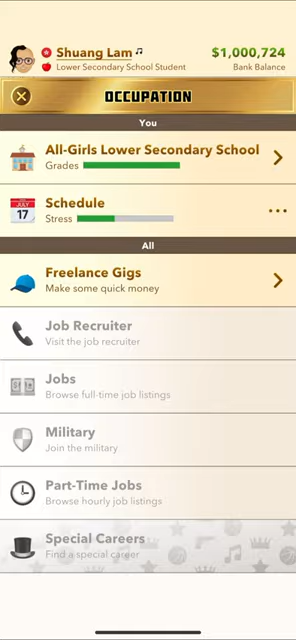 Shuang Lam
$1,000,724
Lower Secondary School Student
Bank Balance
OCCUPATION
You
All-Girls Lower Secondary School
Grades
JULY
17
Schedule
Stress
All
Freelance Gigs
Make some quick money
Job Recruiter
Visit the job recruiter
Jobs
Browse full-time job listings
Military
Join the military
Part-Time Jobs
Browse hourly job listings
Special Careers
Find a special career